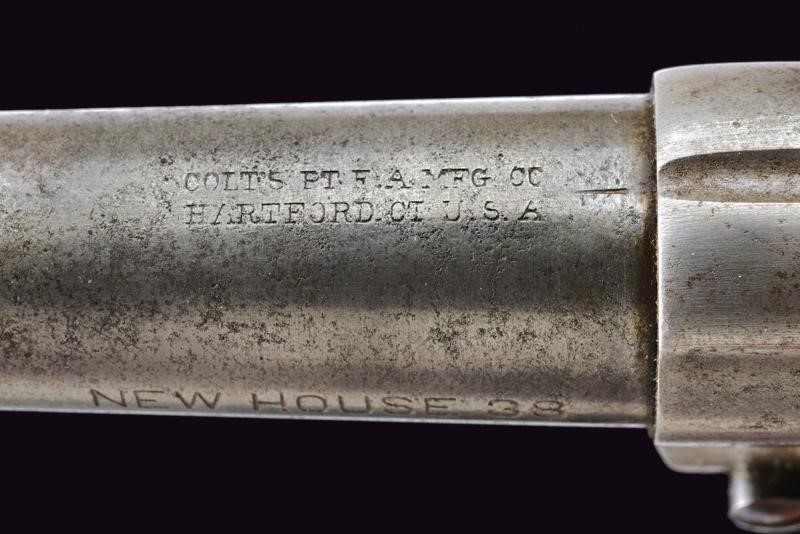 COLT'S PT. F. A. MFG. CO
HARTFORD. CT. U. S. A
NEW HOUSE 38